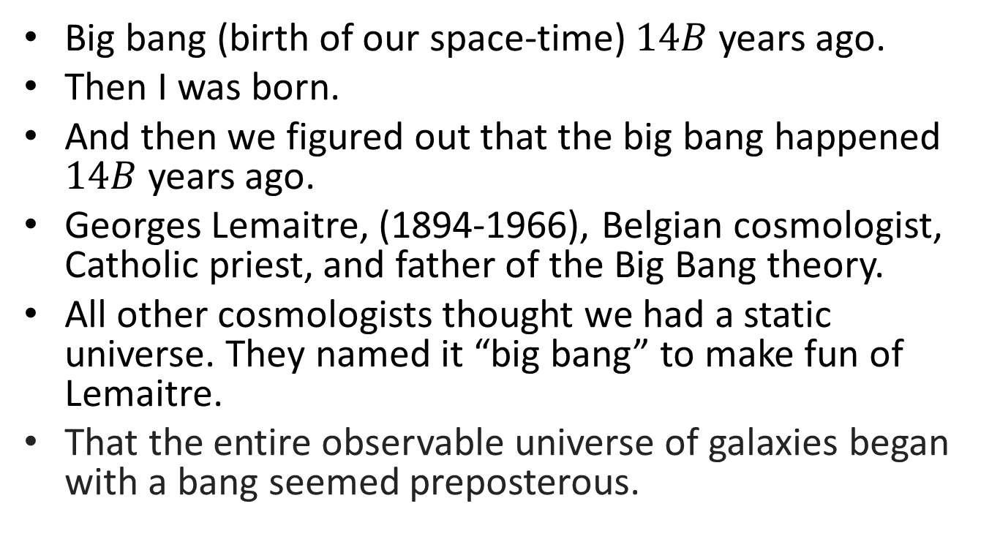 • Big bang (birth of our space-time) 14B years ago.
• Then I was born.
• And then we figured out that the big bang happened
14B years ago.
• Georges Lemaitre, (1894-1966), Belgian cosmologist,
Catholic priest, and father of the Big Bang theory.
• All other cosmologists thought we had a static
universe. They named it “big bang” to make fun of
Lemaitre.
• That the entire observable universe of galaxies began
with a bang seemed preposterous.